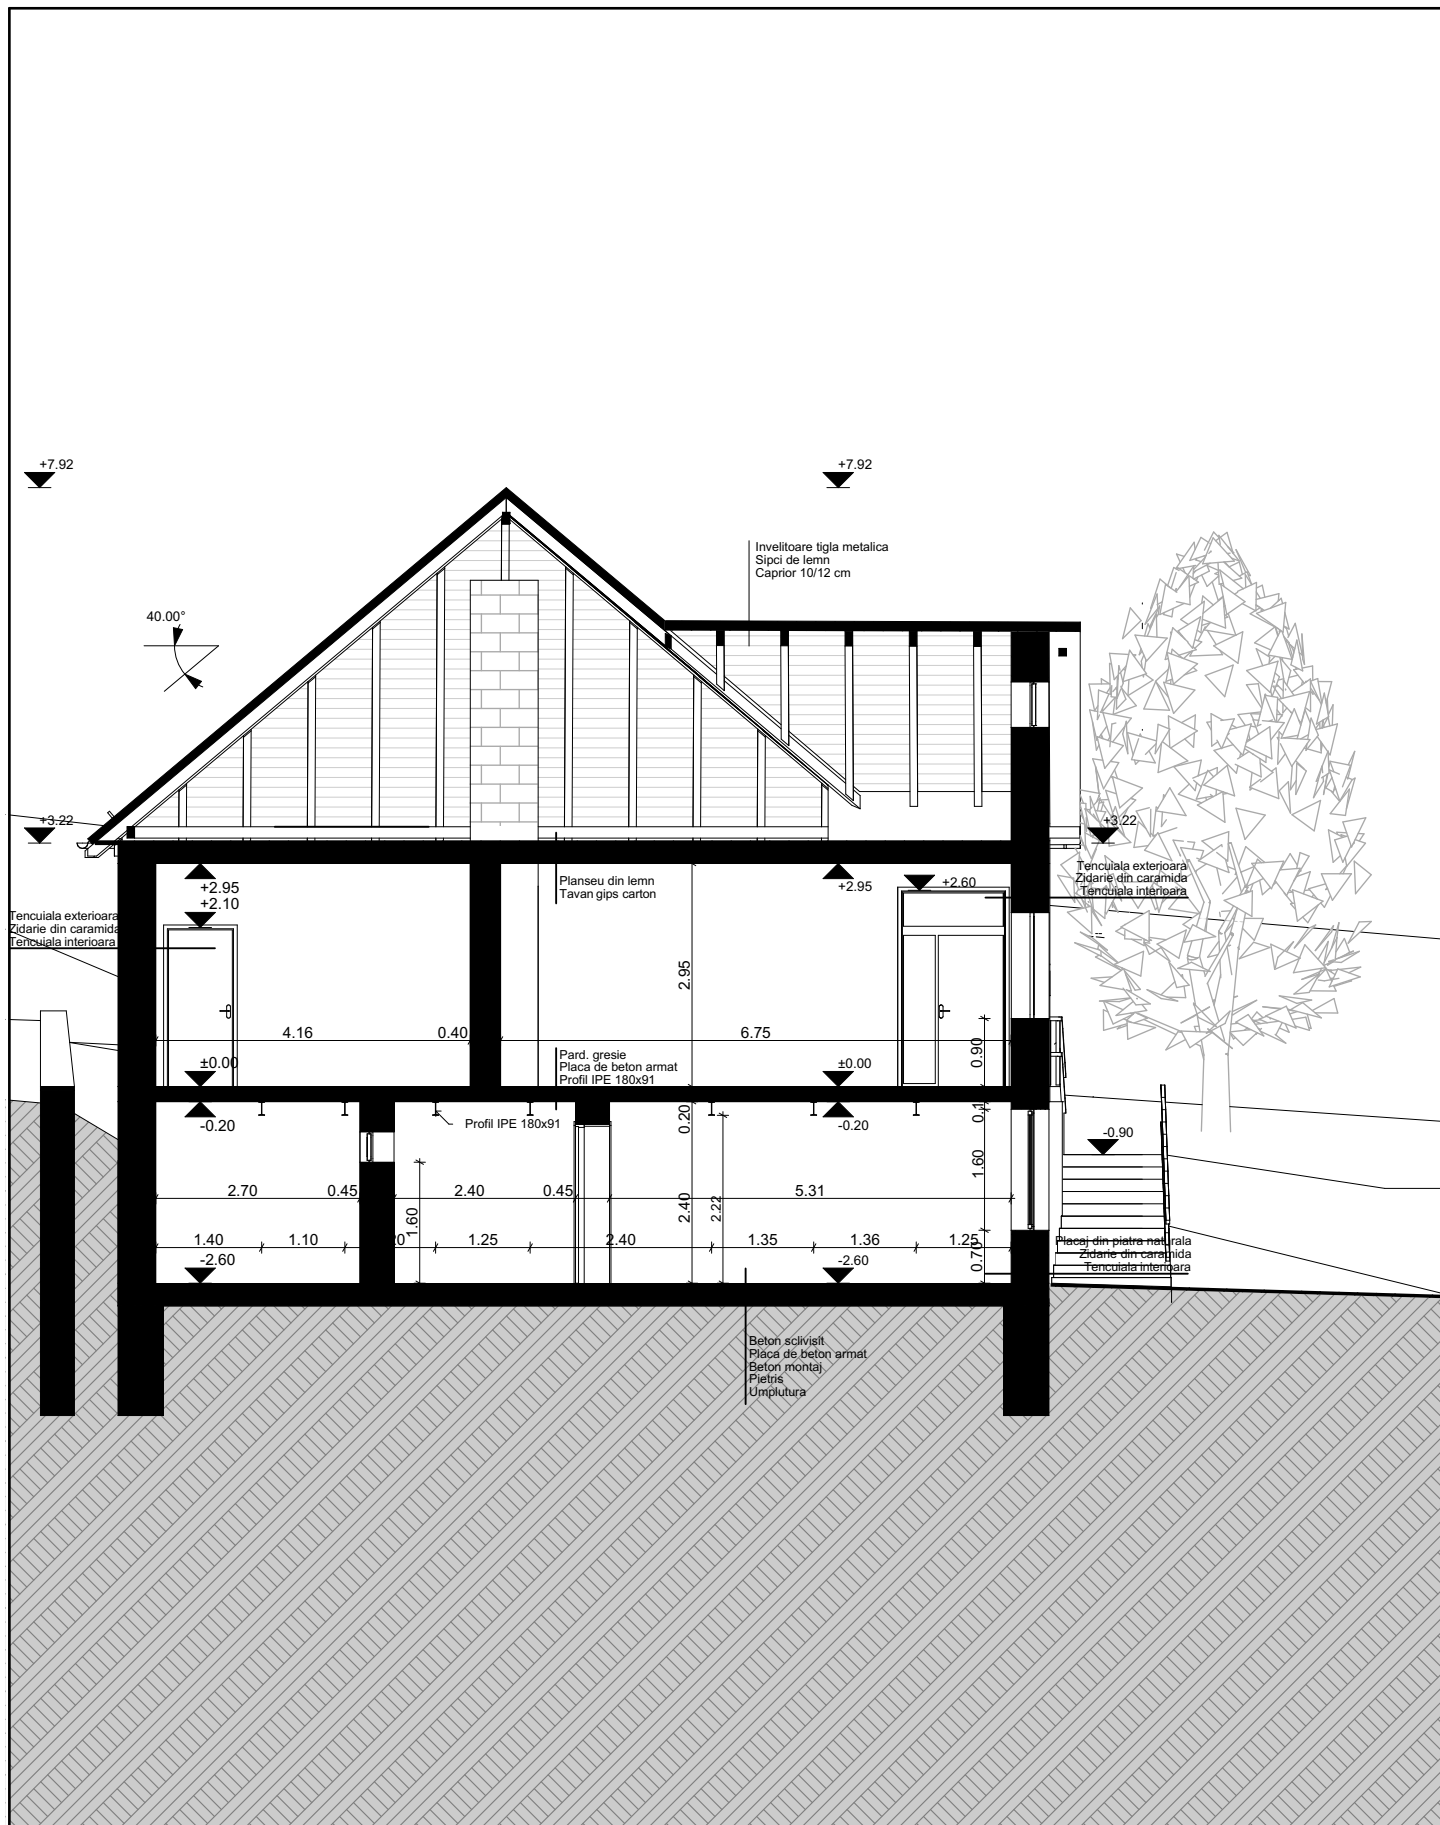 +7.92
+7.92
Invelitoare tigla metalica
Sipci de lemn
Caprior 10/12 cm
40.00°
+3.22
+3.22
Tencuiala exterioara
Zidarie din caramida
Tencuiala interioara
Planseu din lemn
Tavan gips carton
+2.95
+2.10
+2.95
+2.60
Tencuiala exterioara
Zidarie din caramida
Tencuiala interioara
2.95
4.16
0.40
6.75
0.90
Pard. gresie
Placa de beton armat
Profil IPE 180x91
±0.00
±0.00
-0.20
Profil IPE 180x91
0.20
-0.20
0.1
-0.90
1.60
2.70
0.45
2.40
0.45
5.31
1.60
2.40
2.22
1.40
1.10
20
1.25
2.40
1.35
1.36
1.25
0.70
-2.60
-2.60
Placaj din piatra naturala
Zidarie din caramida
Tencuiala interioara
Beton sclivisit
Placa de beton armat
Beton montaj
Pietris
Umplutura